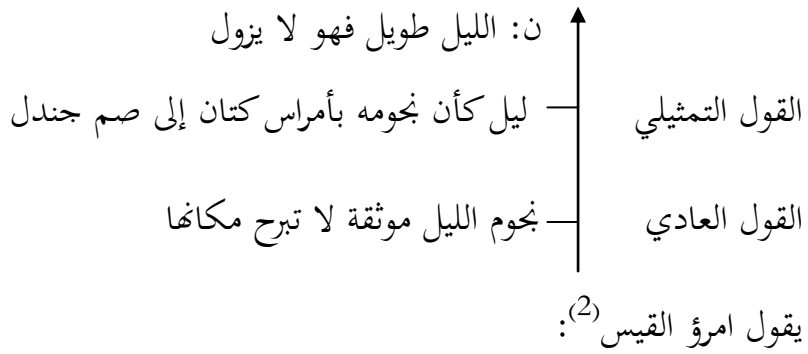 ن: الليل طويل فهو لا يزول
القول التمثيلي ليل كأن نجومه بأمراس كتان إلى صم جندل
القول العادي نجوم الليل موثقة لا تبرح مكانها
يقول امرؤ القيس(2):